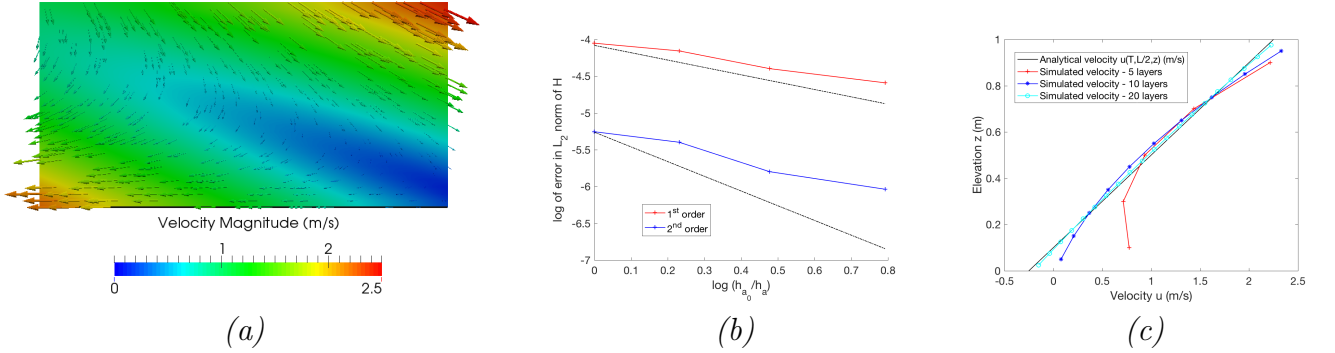 Velocity Magnitude (m/s)
1 2
0 2.5
(a)
log of error in L2 norm of H
-4
-4.5
-5
-5.5
-6
-6.5
-7
1st order
2nd order
0 0.1 0.2 0.3 0.4 0.5 0.6 0.7 0.8
log (ha0/ha)
(b)
Elevation z (m)
1
0.8
0.6
0.4
0.2
0
Analytical velocity u(T,L/2,z) (m/s)
Simulated velocity - 5 layers
Simulated velocity - 10 layers
Simulated velocity - 20 layers
-0.5 0 0.5 1 1.5 2 2.5
Velocity u (m/s)
(c)